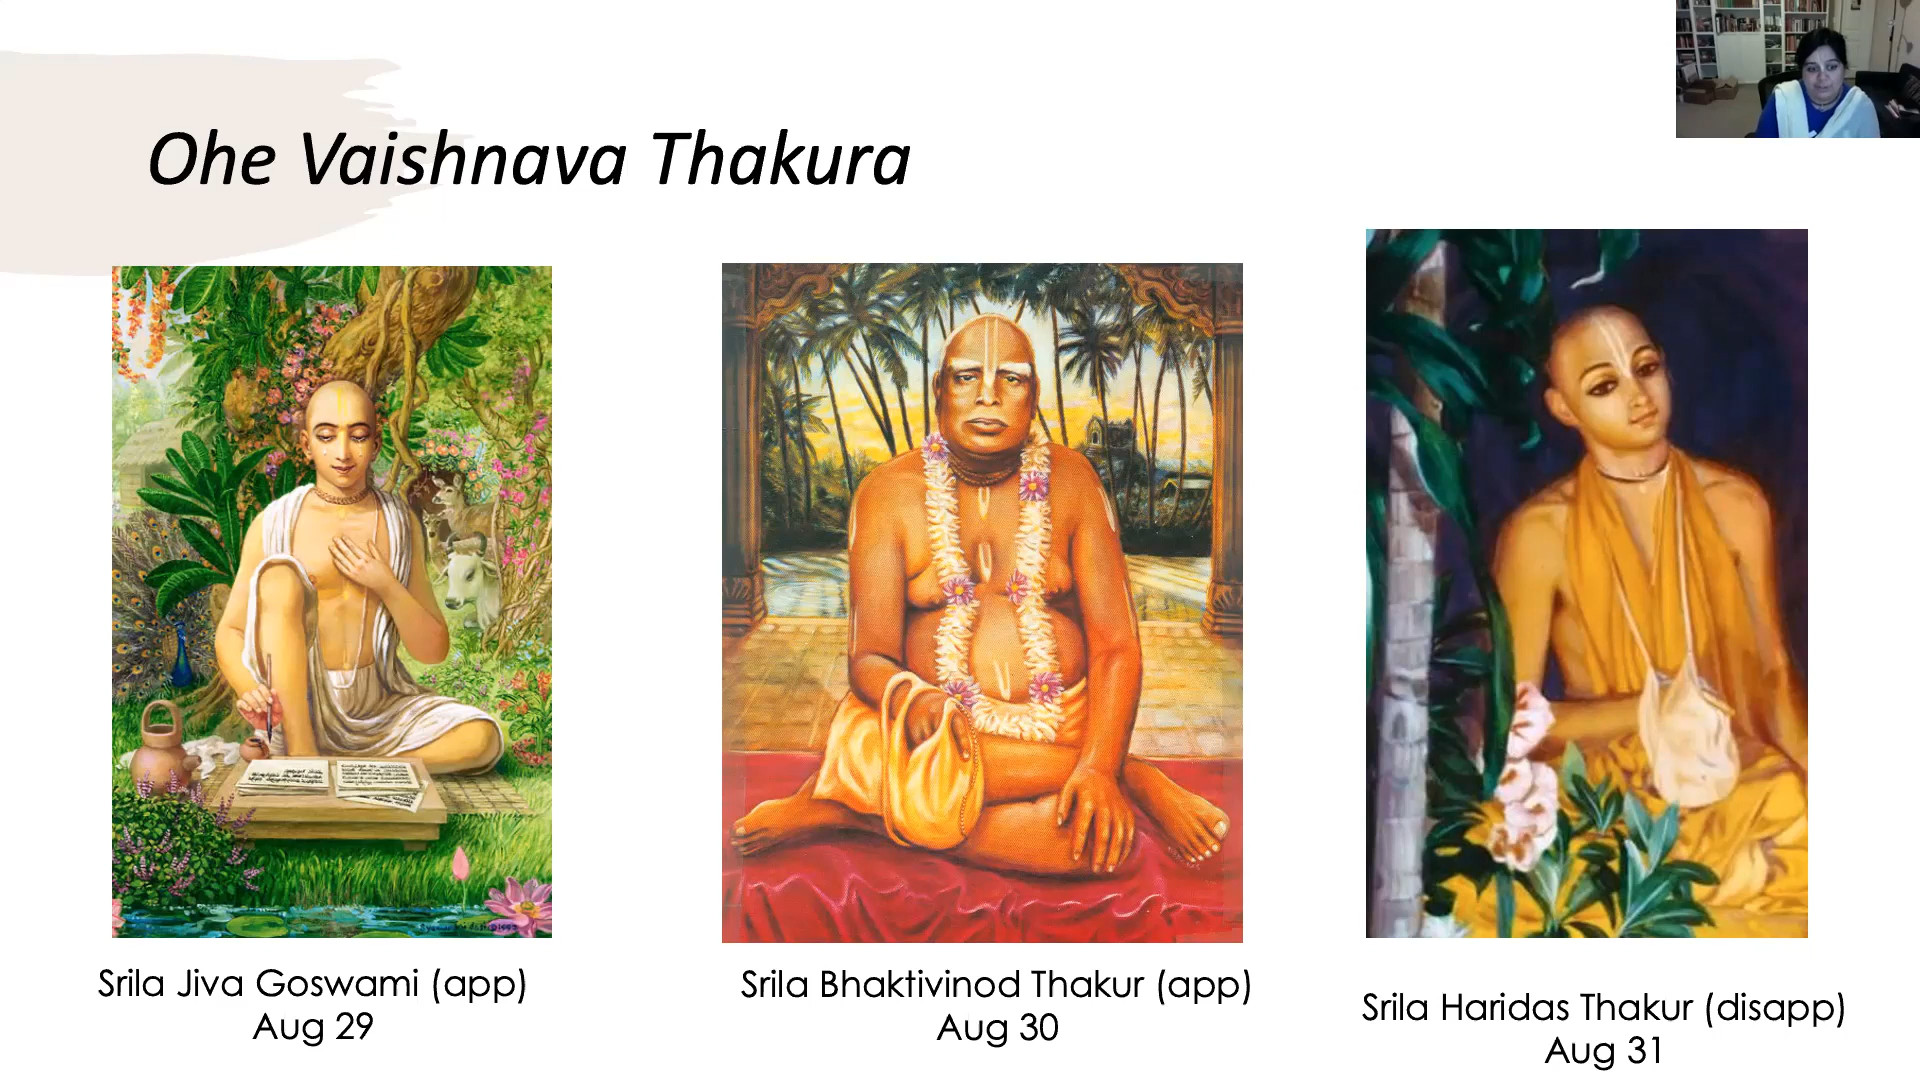 Ohe Vaishnava Thakura
Srila Jiva Goswami (app)
Aug 29
Srila Bhaktivinod Thakur (app)
Aug 30
Srila Haridas Thakur (disapp)
Aug 31